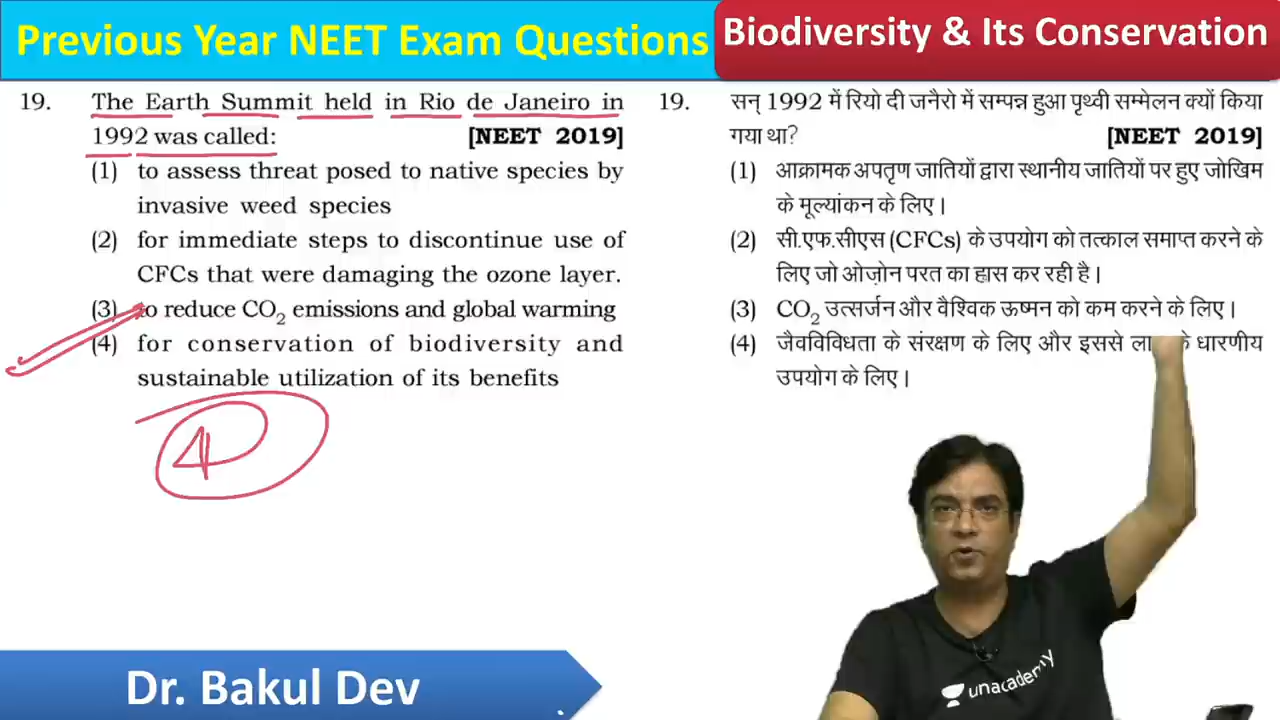 Previous Year NEET Exam Questions
Biodiversity & Its Conservation
19. The Earth Summit held in Rio de Janeiro in
1992 was called: [NEET 2019]
(1) to assess threat posed to native species by
invasive weed species
(2) for immediate steps to discontinue use of
CFCs that were damaging the ozone layer.
(3) to reduce CO₂ emissions and global warming
(4) for conservation of biodiversity and
sustainable utilization of its benefits
4
19. सन् 1992 में रियो दी जनैरो में सम्पन्न हुआ पृथ्वी सम्मेलन क्यों किया
गया था? [NEET 2019]
(1) आक्रामक अपतृण जातियों द्वारा स्थानीय जातियों पर हुए जोखिम
के मूल्यांकन के लिए।
(2) सी.एफ.सीएस (CFCs) के उपयोग को तत्काल समाप्त करने के
लिए जो ओज़ोन परत का ह्रास कर रही है।
(3) CO₂ उत्सर्जन और वैश्विक ऊष्मन को कम करने के लिए।
(4) जैवविविधता के संरक्षण के लिए और इससे धारणीय
उपयोग के लिए।
unacademy
Dr. Bakul Dev